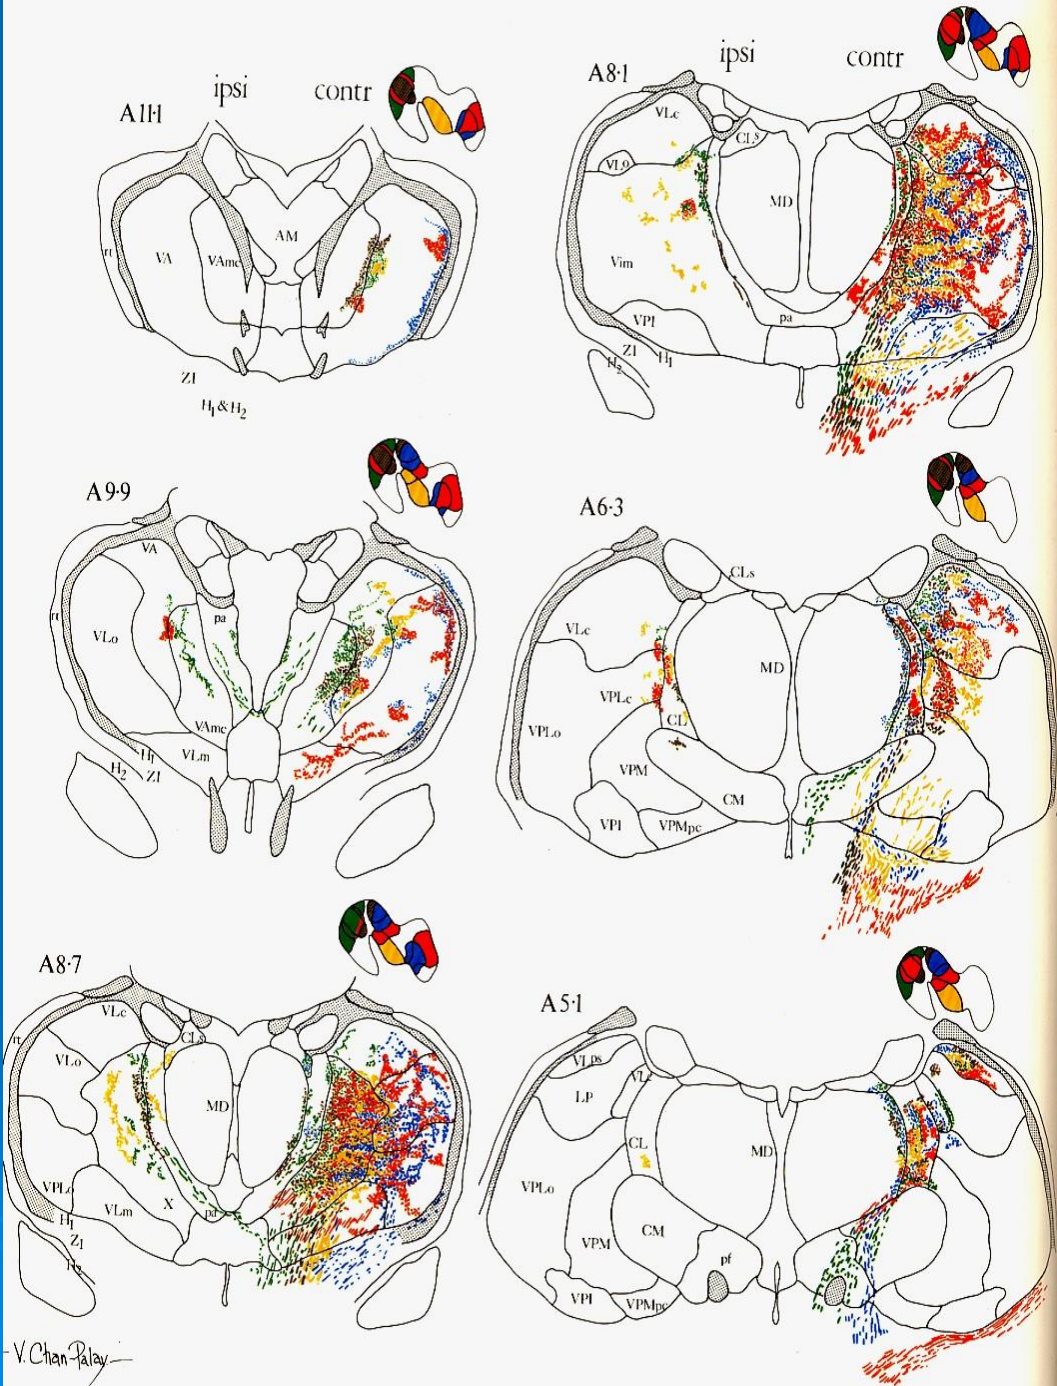 A11·1
ipsi
contr
rt
VA
VAmc
AM
ZI
H1 & H2
A8·1
ipsi
contr
VLc
VLo
CLs
MD
Vim
VPI
pa
ZI
H1
H2
A9·9
VA
rt
VLo
pa
VAmc
VLm
H1
H2
ZI
A6·3
CLs
VLc
MD
VPLc
CL
VPLo
VPM
CM
VPI
VPMpc
A8·7
VLc
rt
CLs
VLo
MD
VPLo
VLm
X
pa
H1
ZI
H2
A5·1
VLps
VLc
LP
CL
MD
VPLo
CM
VPM
pf
VPI
VPMpc
V. Chan-Palay